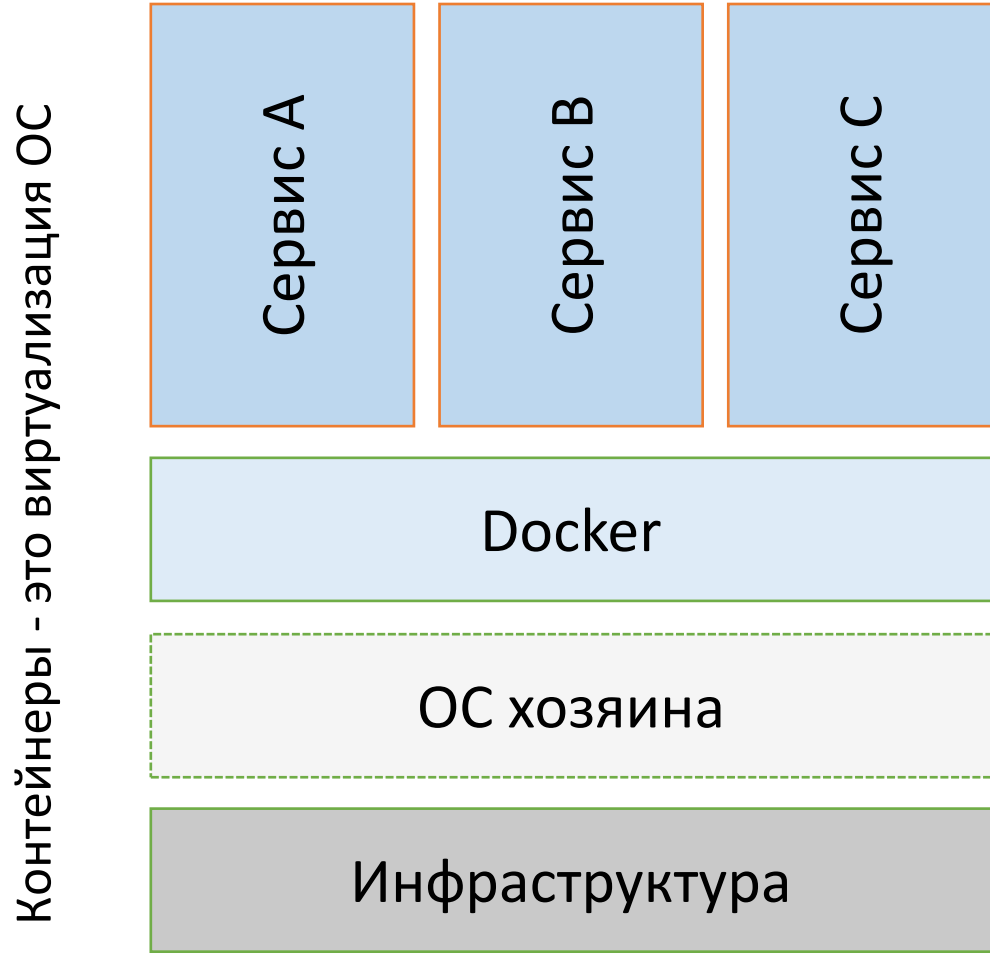 Контейнеры - это виртуализация ОС
Сервис A
Сервис B
Сервис C
Docker
ОС хозяина
Инфраструктура